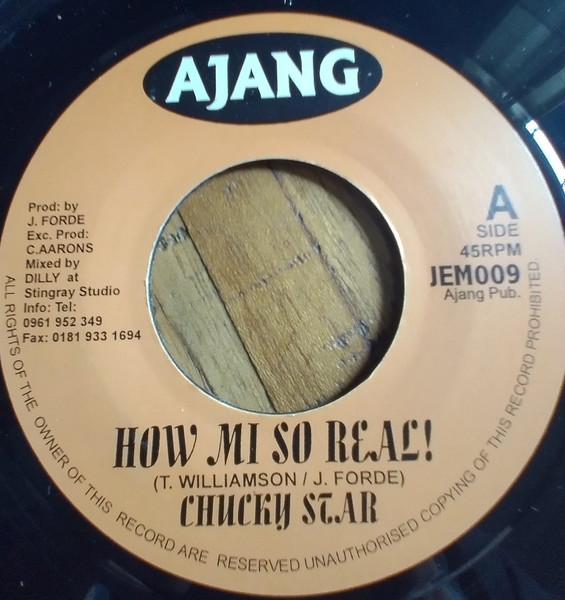 AJANG
Prod: by
J. FORDE
Exc. Prod:
C.AARONS
Mixed by
DILLY at
Stingray Studio
Info: Tel:
0961 952 349
Fax: 0181 933 1694
A
SIDE
45RPM
JEM009
Ajang Pub.
HOW MI SO REAL!
(T. WILLIAMSON / J. FORDE)
CHUCKY STAR
ALL RIGHTS OF THE OWNER OF THIS RECORD ARE RESERVED UNAUTHORISED COPYING OF THIS RECORD PROHIBITED.